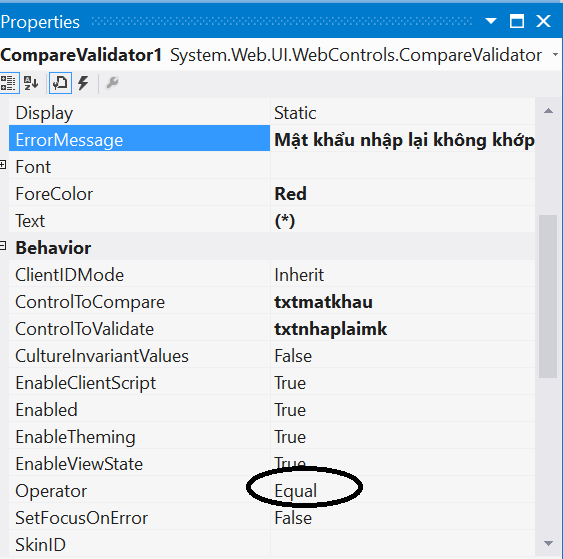 Properties
CompareValidator1 System.Web.UI.WebControls.CompareValidator
Display Static
ErrorMessage Mật khẩu nhập lại không khớp
Font
ForeColor Red
Text (*)
Behavior
ClientIDMode Inherit
ControlToCompare txtmatkhau
ControlToValidate txtnhaplaimk
CultureInvariantValues False
EnableClientScript True
Enabled True
EnableTheming True
EnableViewState True
Operator Equal
SetFocusOnError False
SkinID